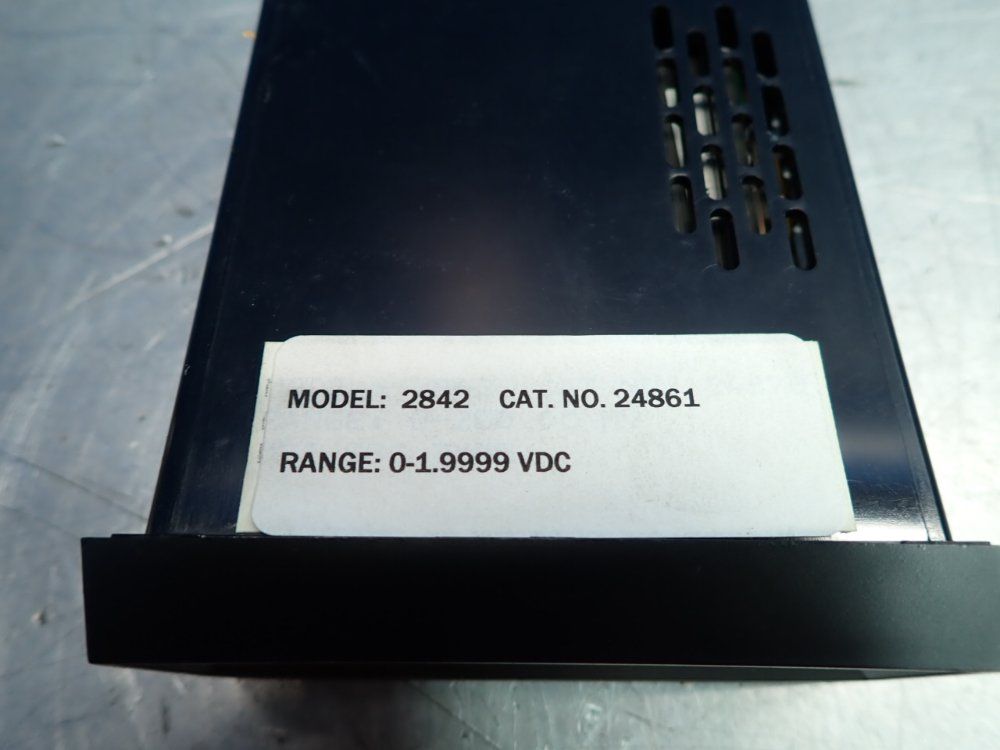 MODEL: 2842 CAT. NO. 24861
RANGE: 0-1.9999 VDC